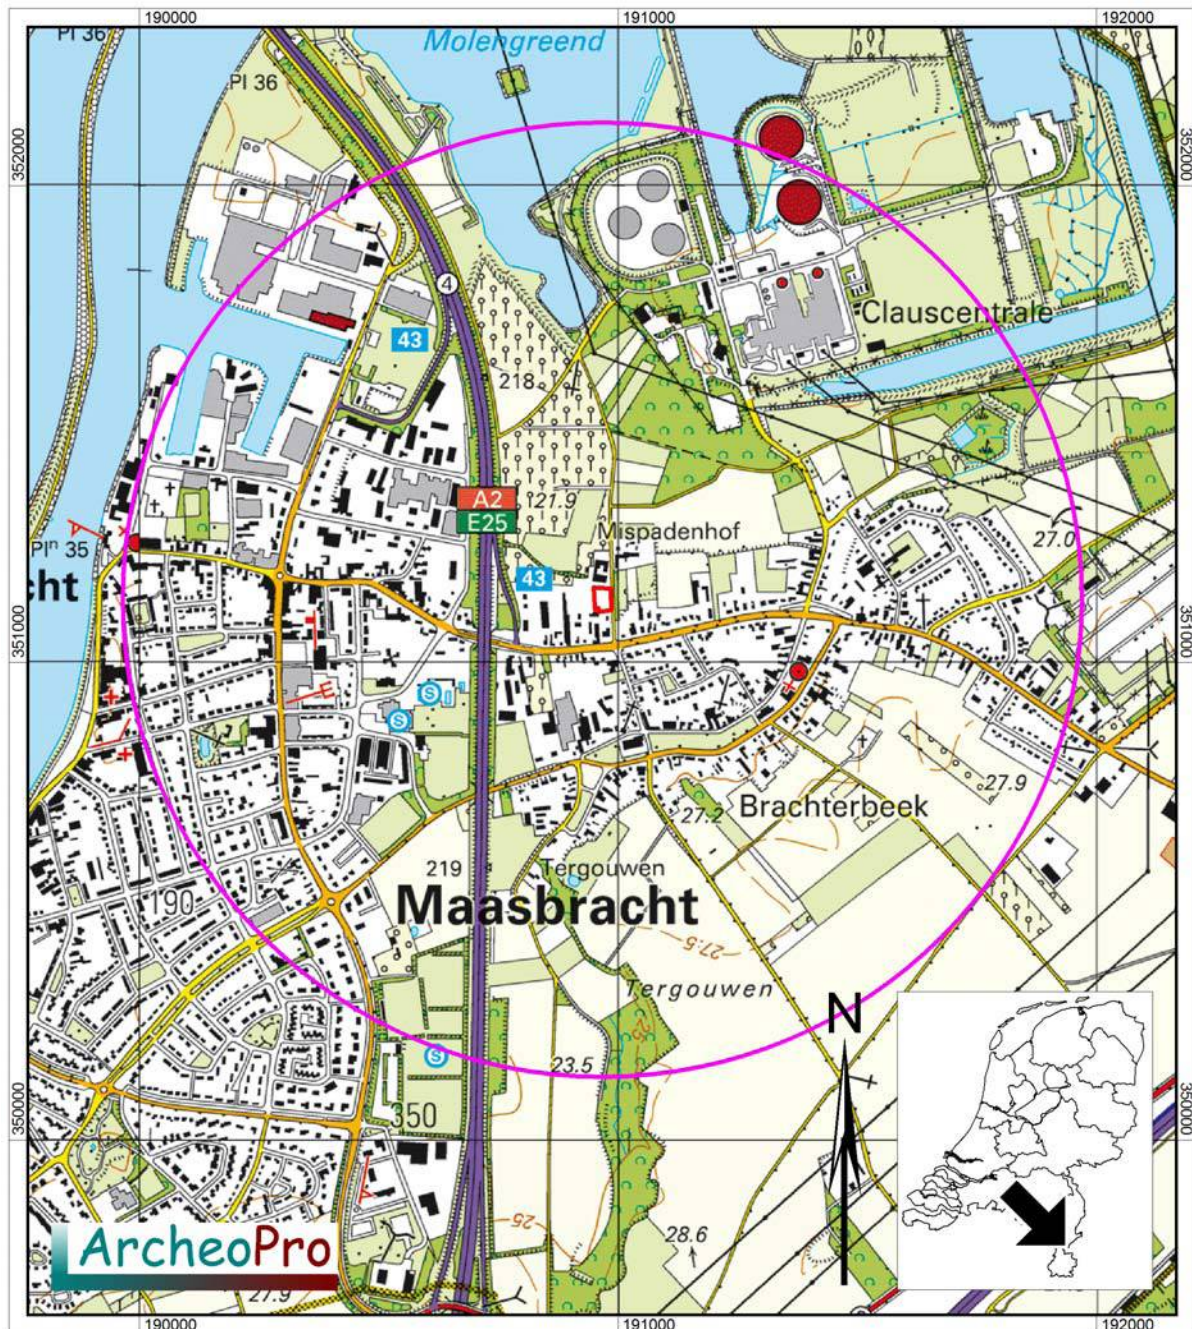 190000
191000
192000
Pl 36
Molengreend
Pl 36
352000
352000
4
Clauscentrale
43
218
A2
21.9
E25
Mispadenhof
27.0
Plⁿ 35
43
cht
351000
351000
E
S
S
27.9
27.2
Brachterbeek
219
Tergouwen
190
Maasbracht
27.5
Tergouwen
N
25
23.5
S
350000
350000
350
25
28.6
ArcheoPro
27.9
190000
191000
192000